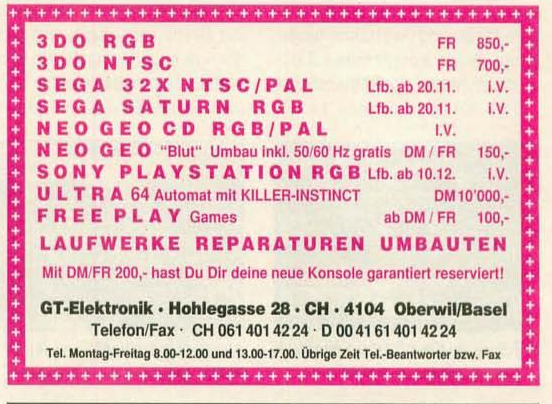 3DO RGB FR 850,-
3DO NTSC FR 700,-
SEGA 32X NTSC/PAL Lfb. ab 20.11. i.V.
SEGA SATURN RGB Lfb. ab 20.11. i.V.
NEO GEO CD RGB/PAL I.V.
NEO GEO "Blut" Umbau inkl. 50/60 Hz gratis DM / FR 150,-
SONY PLAYSTATION RGB Lfb. ab 10.12. i.V.
ULTRA 64 Automat mit KILLER-INSTINCT DM 10'000,-
FREE PLAY Games ab DM / FR 100,-
LAUFWERKE REPARATUREN UMBAUTEN
Mit DM/FR 200,- hast Du Dir deine neue Konsole garantiert reserviert!
GT-Elektronik · Hohlegasse 28 · CH · 4104 Oberwil/Basel
Telefon/Fax · CH 061 401 42 24 · D 00 41 61 401 42 24
Tel. Montag-Freitag 8.00-12.00 und 13.00-17.00. Übrige Zeit Tel.-Beantworter bzw. Fax